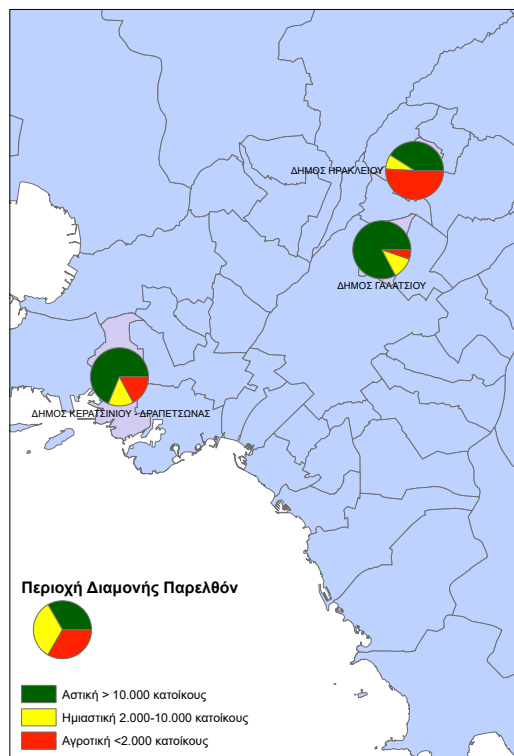 ΔΗΜΟΣ ΗΡΑΚΛΕΙΟΥ
ΔΗΜΟΣ ΓΑΛΑΤΣΙΟΥ
ΔΗΜΟΣ ΚΕΡΑΤΣΙΝΙΟΥ - ΔΡΑΠΕΤΣΩΝΑΣ
Περιοχή Διαμονής Παρελθόν
Αστική > 10.000 κατοίκους
Ημιαστική 2.000-10.000 κατοίκους
Αγροτική <2.000 κατοίκους